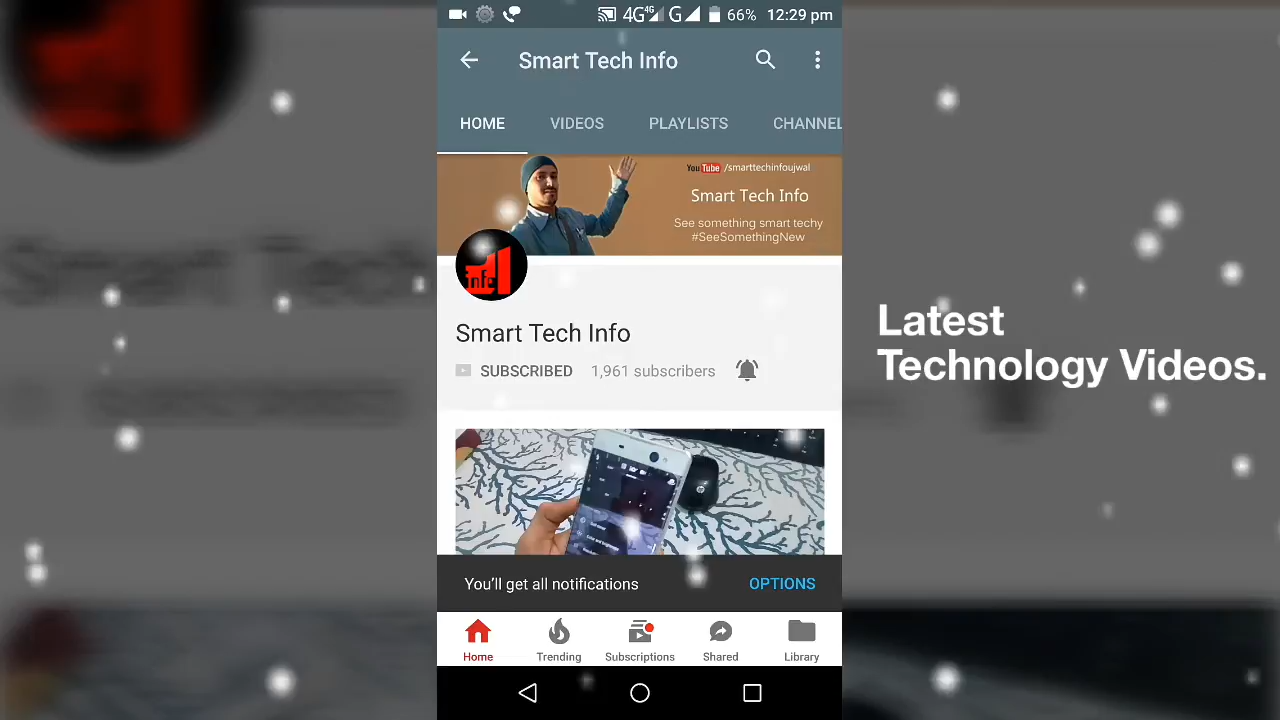 4G 4G G 66% 12:29 pm
Smart Tech Info
HOME VIDEOS PLAYLISTS CHANNEL
YouTube /smarttechinfoujwal
Smart Tech Info
See something smart techy
#SeeSomethingNew
info
Smart Tech Info
SUBSCRIBED 1,961 subscribers
Latest
Technology Videos.
You'll get all notifications OPTIONS
Home Trending Subscriptions Shared Library